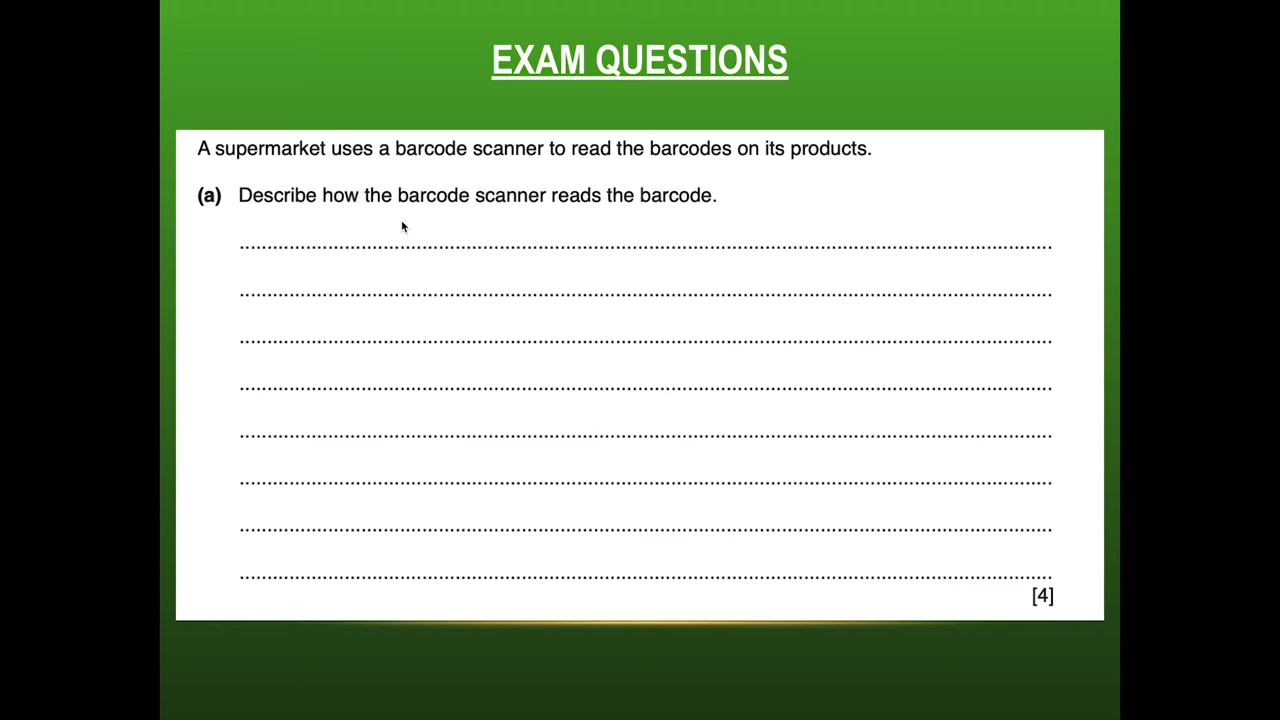 EXAM QUESTIONS
A supermarket uses a barcode scanner to read the barcodes on its products.
(a) Describe how the barcode scanner reads the barcode.
[4]